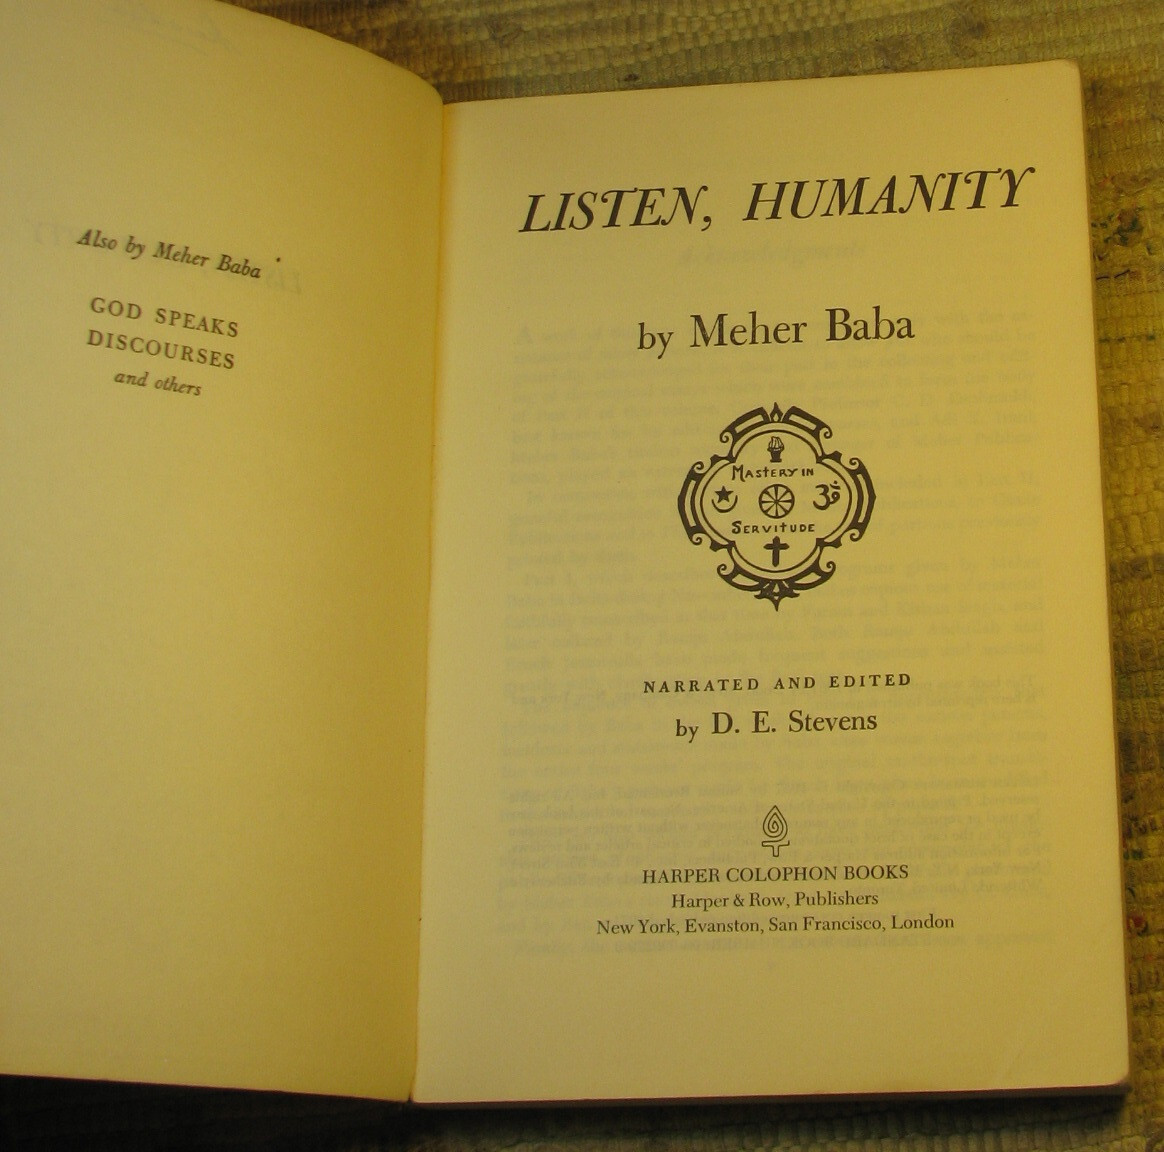 Also by Meher Baba
GOD SPEAKS
DISCOURSES
and others
LISTEN, HUMANITY
by Meher Baba
MASTERY IN
ॐ
SERVITUDE
NARRATED AND EDITED
by D. E. Stevens
HARPER COLOPHON BOOKS
Harper & Row, Publishers
New York, Evanston, San Francisco, London